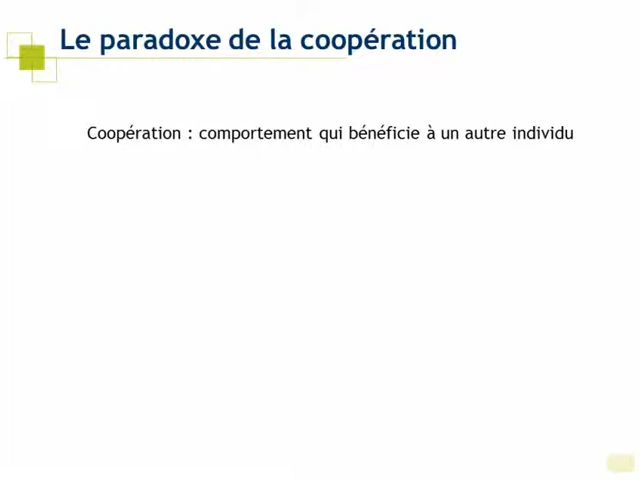 Le paradoxe de la coopération
Coopération : comportement qui bénéficie à un autre individu